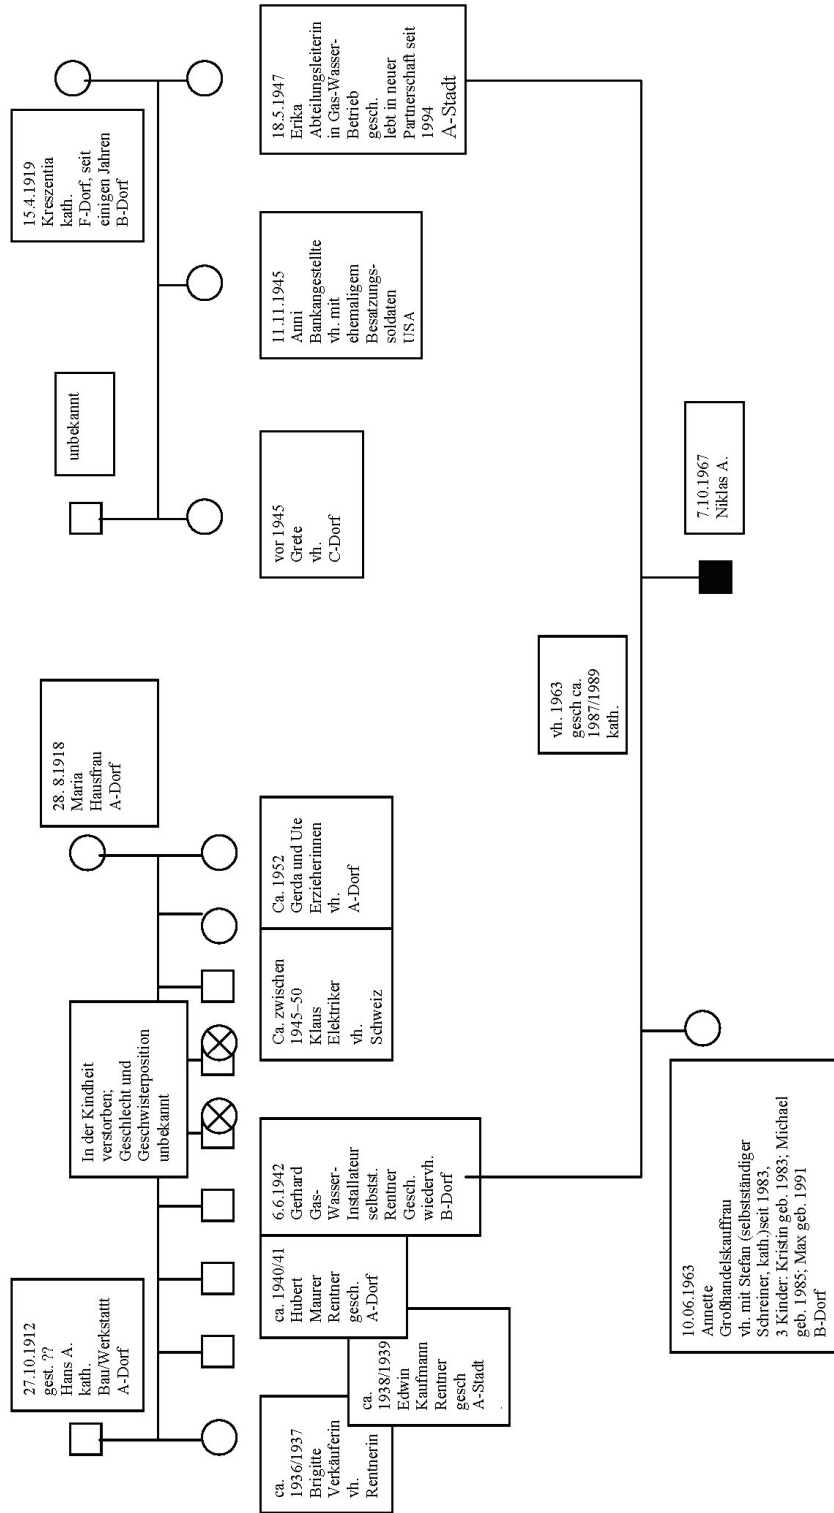 27.10.1912
gest. ??
Hans A.
kath.
Bau/Werkstattt
A-Dorf
In der Kindheit
verstorben;
Geschlecht und
Geschwisterposition
unbekannt
28. 8.1918
Maria
Hausfrau
A-Dorf
unbekannt
15.4.1919
Kreszentia
kath.
F-Dorf, seit
einigen Jahren
B-Dorf
ca.
1936/1937
Brigitte
Verkäuferin
vh.
Rentnerin
ca.
1938/1939
Edwin
Kaufmann
Rentner
gesch
A-Stadt
ca. 1940/41
Hubert
Maurer
Rentner
gesch.
A-Dorf
6.6.1942
Gerhard
Gas-
Wasser-
Installateur
selbstst.
Rentner
Gesch.
wiedervh.
B-Dorf
Ca. zwischen
1945–50
Klaus
Elektriker
vh.
Schweiz
Ca. 1952
Gerda und Ute
Erzieherinnen
vh.
A-Dorf
vor 1945
Grete
vh.
C-Dorf
11.11.1945
Anni
Bankangestellte
vh. mit
ehemaligem
Besatzungs-
soldaten
USA
18.5.1947
Erika
Abteilungsleiterin
in Gas-Wasser-
Betrieb
gesch.
lebt in neuer
Partnerschaft seit
1994
A-Stadt
vh. 1963
gesch ca.
1987/1989
kath.
10.06.1963
Annette
Großhandelskauffrau
vh. mit Stefan (selbstständiger
Schreiner, kath.)seit 1983,
3 Kinder: Kristin geb. 1983; Michael
geb. 1985; Max geb. 1991
B-Dorf
7.10.1967
Niklas A.